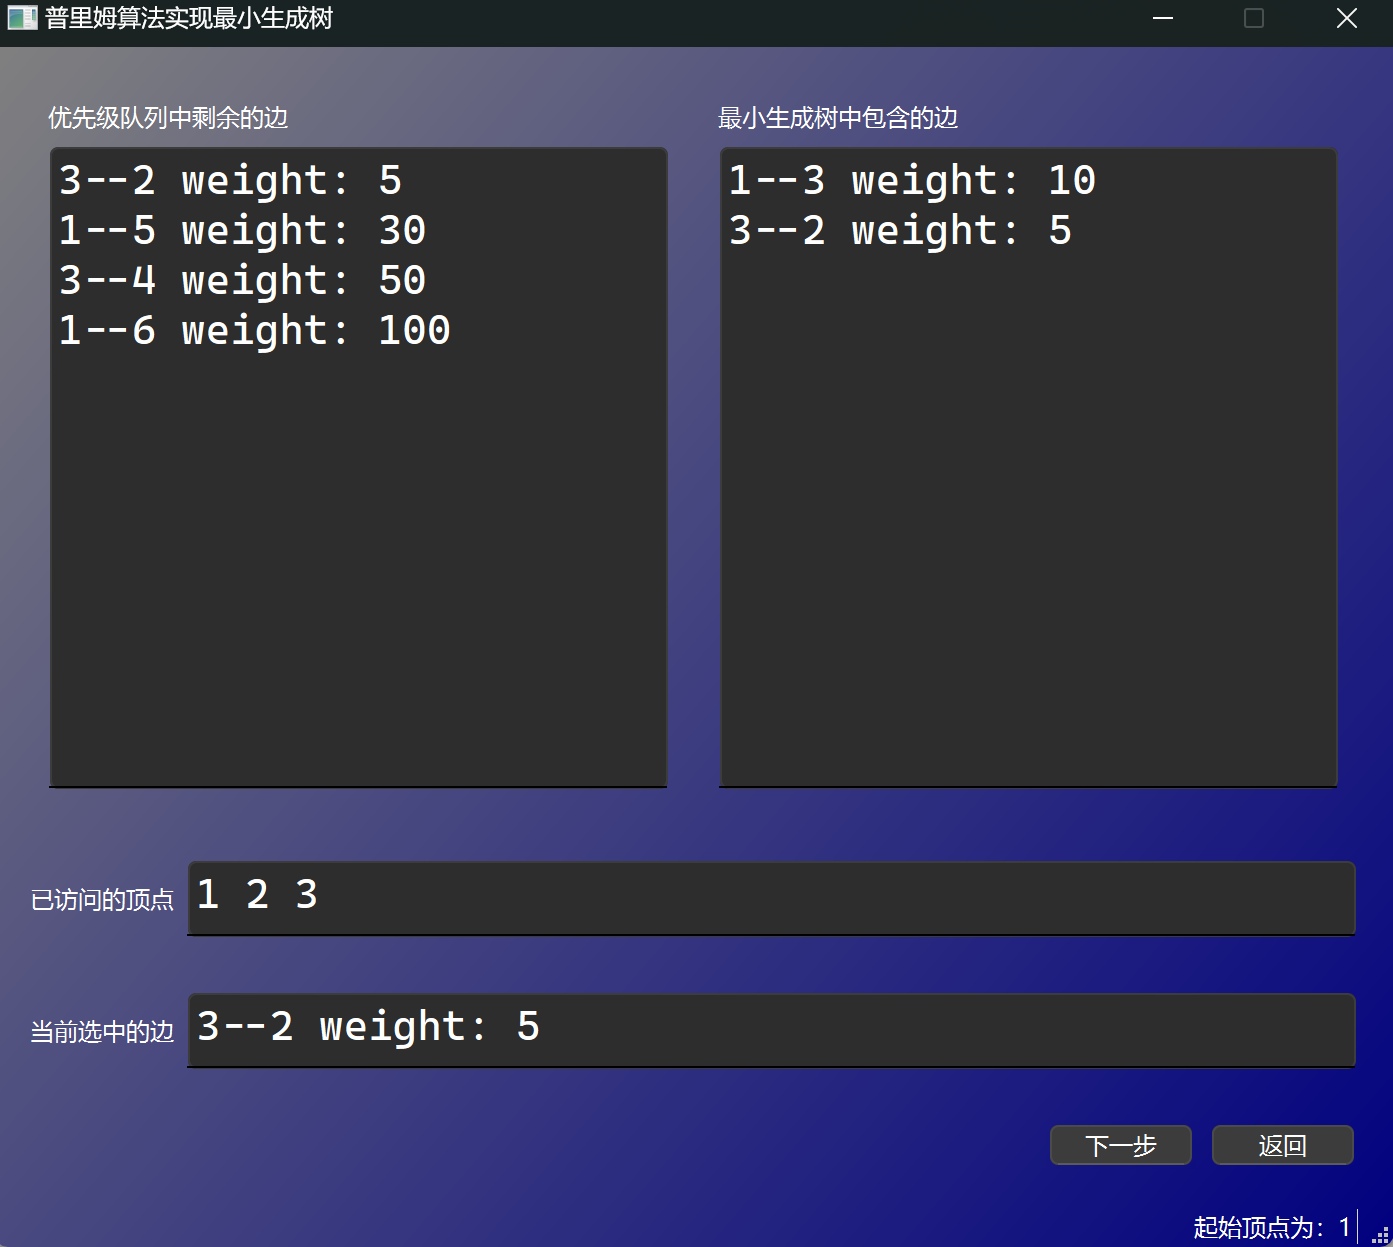 普里姆算法实现最小生成树
优先级队列中剩余的边
3--2 weight: 5
1--5 weight: 30
3--4 weight: 50
1--6 weight: 100
最小生成树中包含的边
1--3 weight: 10
3--2 weight: 5
已访问的顶点
1 2 3
当前选中的边
3--2 weight: 5
下一步
返回
起始顶点为：1